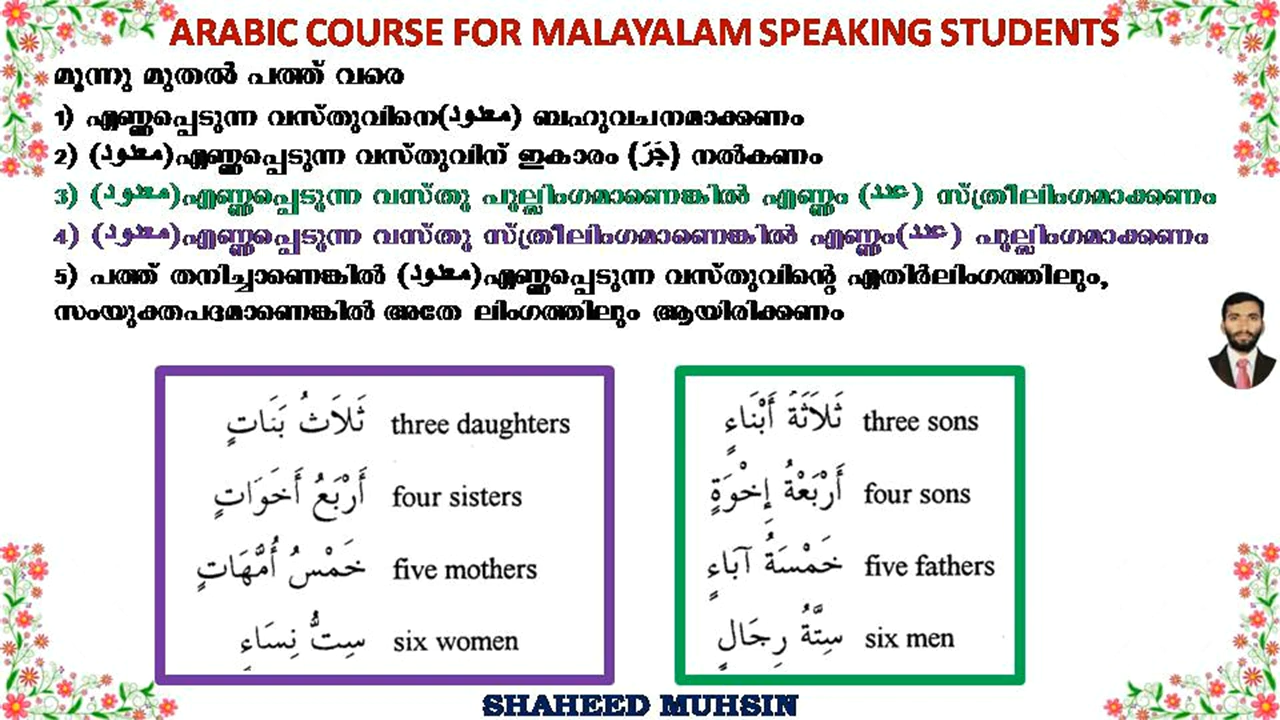 ARABIC COURSE FOR MALAYALAM SPEAKING STUDENTS
മൂന്നു മുതൽ പത്ത് വരെ
1) എണ്ണപ്പെടുന്ന വസ്തുവിനെ(معدود) ബഹുവചനമാക്കണം
2) (معدود)എണ്ണപ്പെടുന്ന വസ്തുവിന് ഇകാരം (جَرّ) നൽകണം
3) (معدود)എണ്ണപ്പെടുന്ന വസ്തു പുല്ലിംഗമാണെങ്കിൽ എണ്ണം (عدد) സ്ത്രീലിംഗമാക്കണം
4) (معدود)എണ്ണപ്പെടുന്ന വസ്തു സ്ത്രീലിംഗമാണെങ്കിൽ എണ്ണം(عدد) പുല്ലിംഗമാക്കണം
5) പത്ത് തനിച്ചാണെങ്കിൽ (معدود)എണ്ണപ്പെടുന്ന വസ്തുവിന്റെ എതിർലിംഗത്തിലും,
സംയുക്തപദമാണെങ്കിൽ അതേ ലിംഗത്തിലും ആയിരിക്കണം
ثَلاَثُ بَنَاتٍ three daughters
أَرْبَعُ أَخَوَاتٍ four sisters
خَمْسُ أُمَّهَاتٍ five mothers
سِتُّ نِسَاءٍ six women
ثَلاَثَةُ أَبْنَاءٍ three sons
أَرْبَعْةُ إِخْوَةٍ four sons
خَمْسَةُ آبَاءٍ five fathers
سِتَّةُ رِجَالٍ six men
SHAHEED MUHSIN